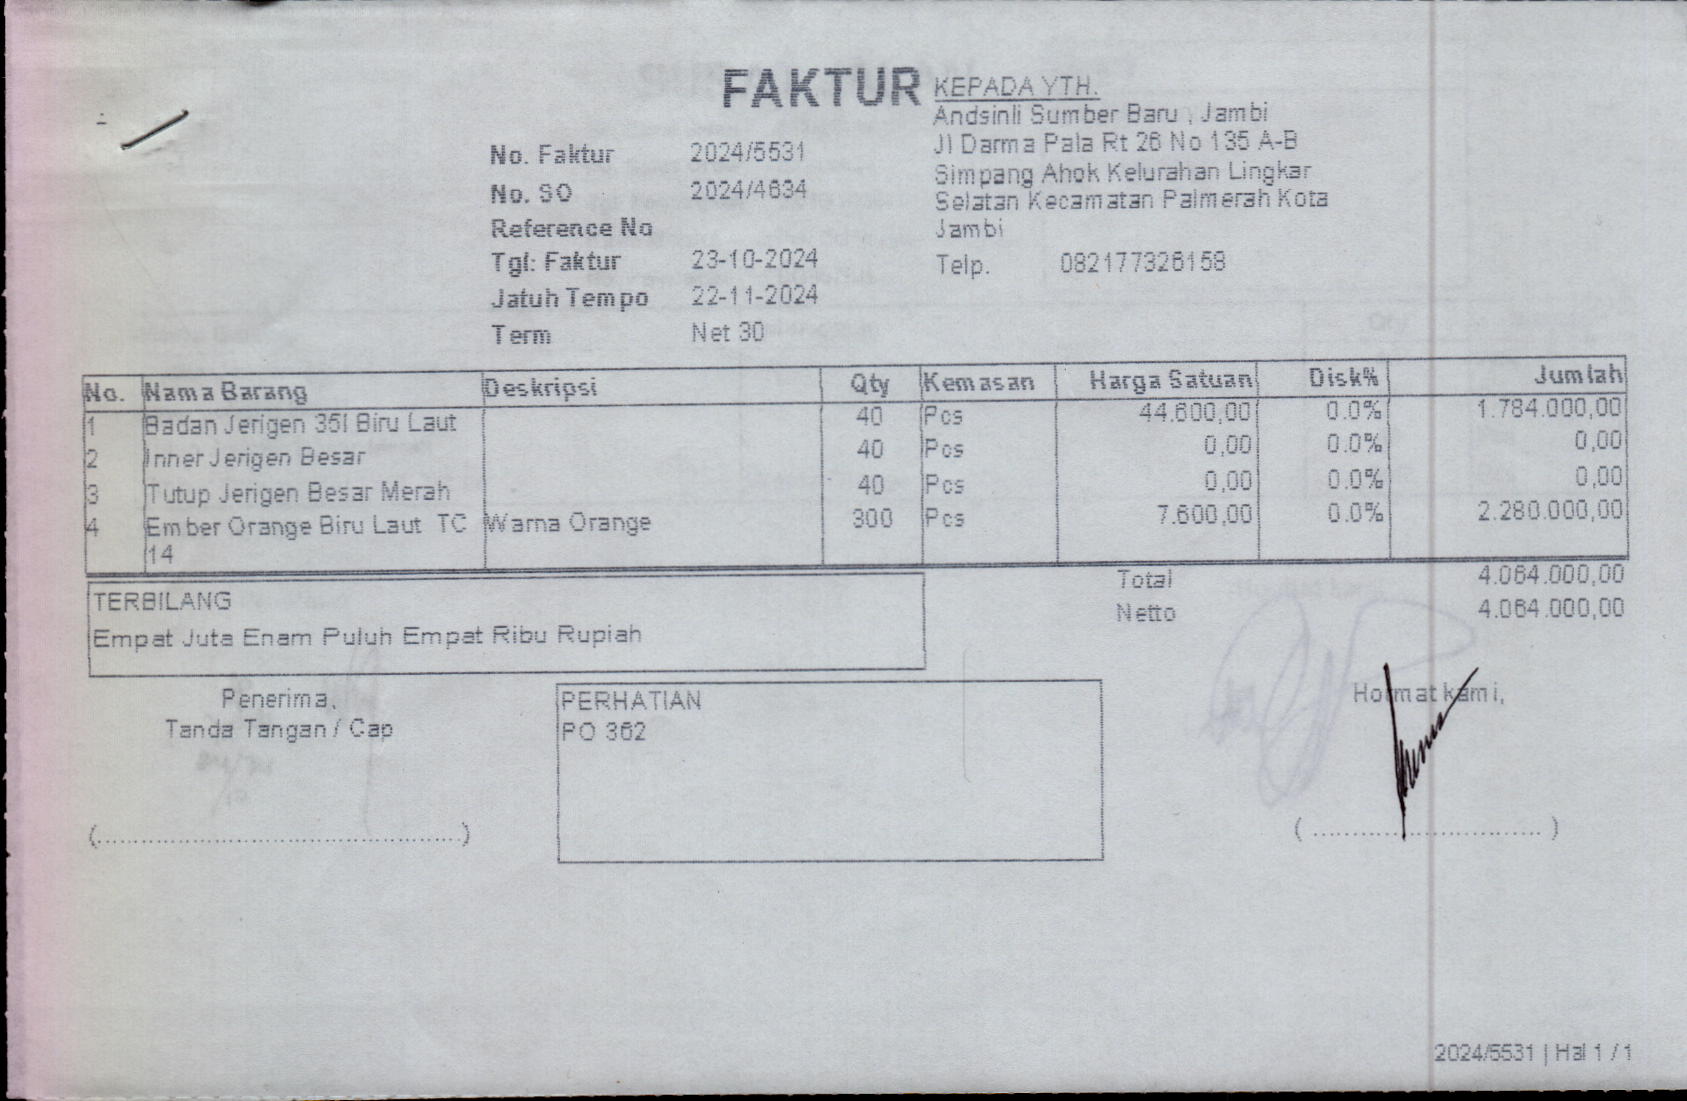 FAKTUR
KEPADA YTH.
Andsinli Sumber Baru , Jambi
Jl Darma Pala Rt 26 No 135 A-B
Simpang Ahok Kelurahan Lingkar
Selatan Kecamatan Palmerah Kota
Jambi
Telp. 082177326158
No. Faktur 2024/5531
No. SO 2024/4634
Reference No
Tgl: Faktur 23-10-2024
Jatuh Tempo 22-11-2024
Term Net 30
No. Nama Barang Deskripsi Qty Kemasan Harga Satuan Disk% Jumlah
1 Badan Jerigen 35l Biru Laut 40 Pcs 44.600,00 0.0% 1.784.000,00
2 Inner Jerigen Besar 40 Pcs 0,00 0.0% 0,00
3 Tutup Jerigen Besar Merah 40 Pcs 0,00 0.0% 0,00
4 Ember Orange Biru Laut TC Warna Orange 300 Pcs 7.600,00 0.0% 2.280.000,00
14
Total 4.064.000,00
Netto 4.064.000,00
TERBILANG
Empat Juta Enam Puluh Empat Ribu Rupiah
Penerima,
Tanda Tangan / Cap
PERHATIAN
PO 362
Hormat kami,
2024/5531 | Hal 1 / 1